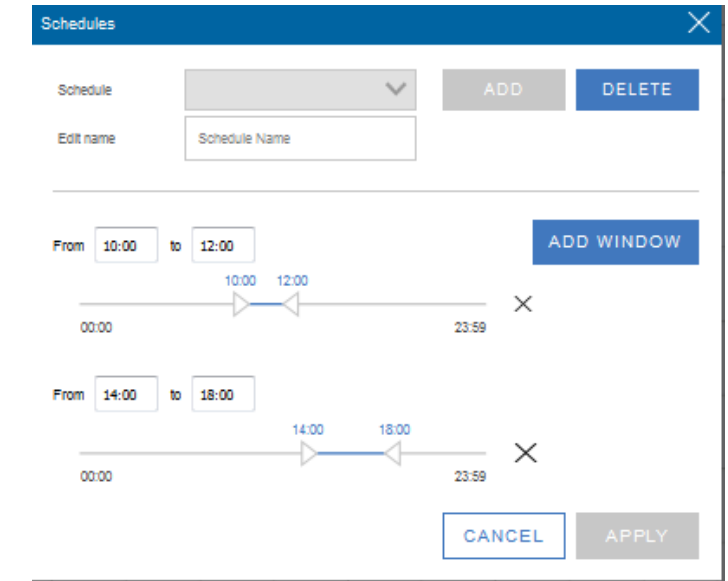 Schedules
Schedule ADD DELETE
Edit name Schedule Name
From 10:00 to 12:00 ADD WINDOW
10:00 12:00
00:00 23:59
From 14:00 to 18:00
14:00 18:00
00:00 23:59
CANCEL APPLY